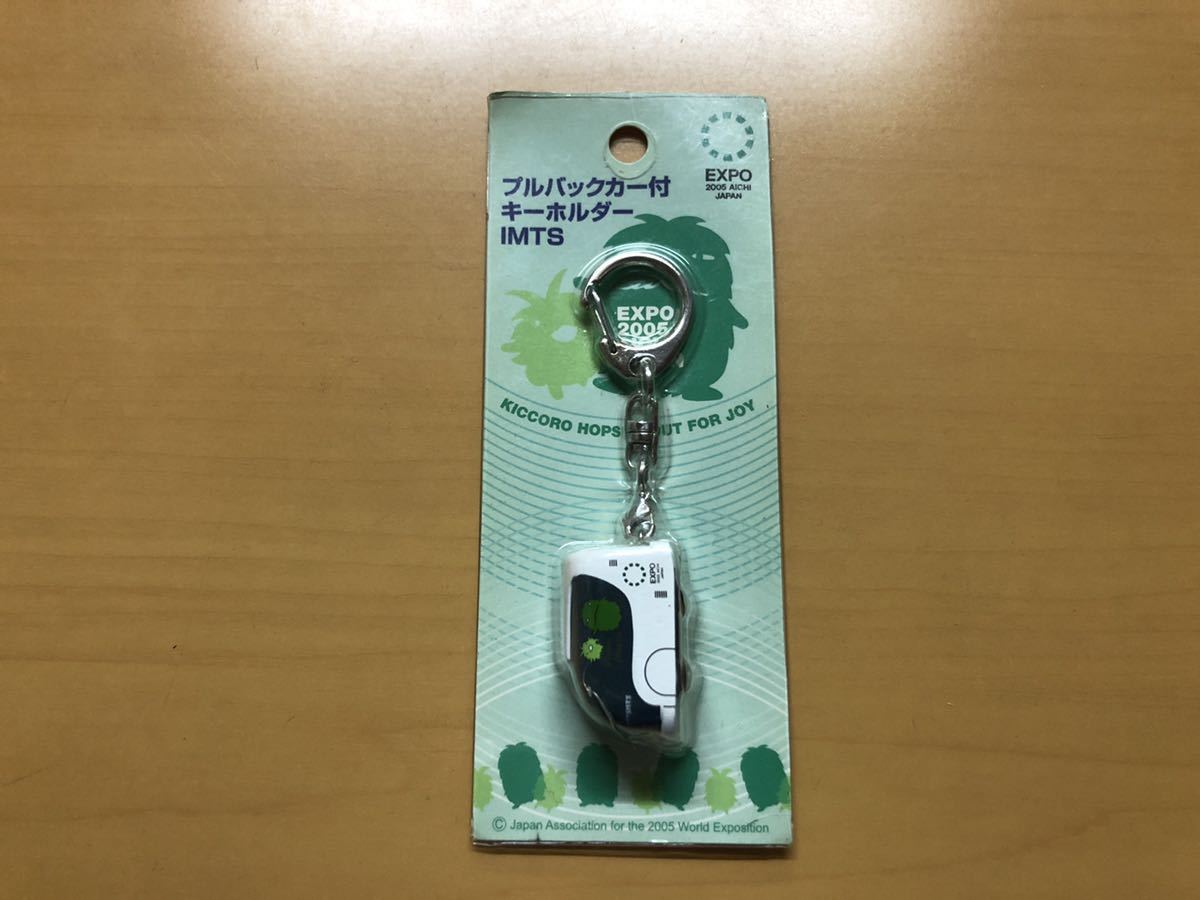 プルバックカー付
キーホルダー
IMTS
EXPO
2005 AICHI
JAPAN
EXPO
2005
KICCORO HOPS OUT FOR JOY
EXPO
IMTS
© Japan Association for the 2005 World Exposition